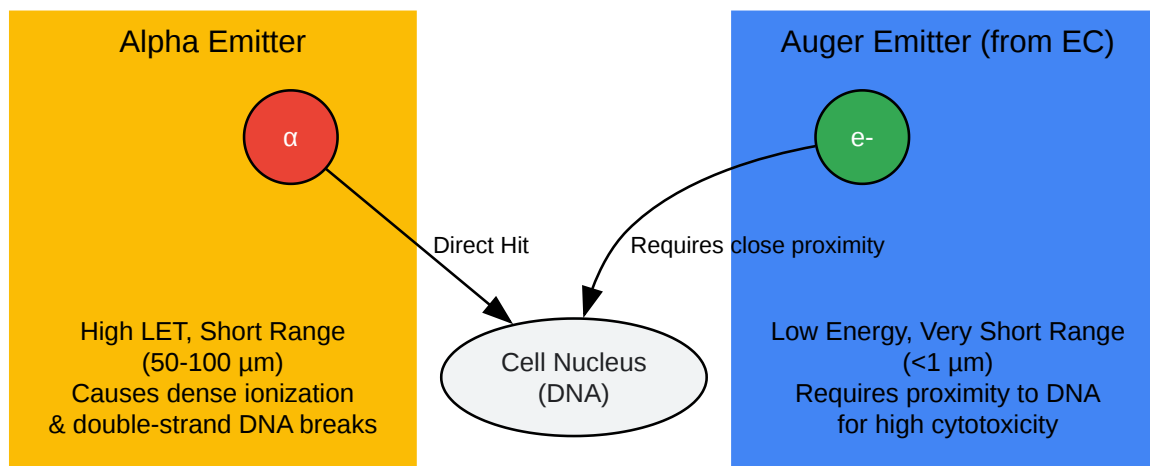 Alpha Emitter
α
Direct Hit
High LET, Short Range
(50-100 µm)
Causes dense ionization
& double-strand DNA breaks
Cell Nucleus
(DNA)
Auger Emitter (from EC)
e-
Requires close proximity
Low Energy, Very Short Range
(<1 µm)
Requires proximity to DNA
for high cytotoxicity